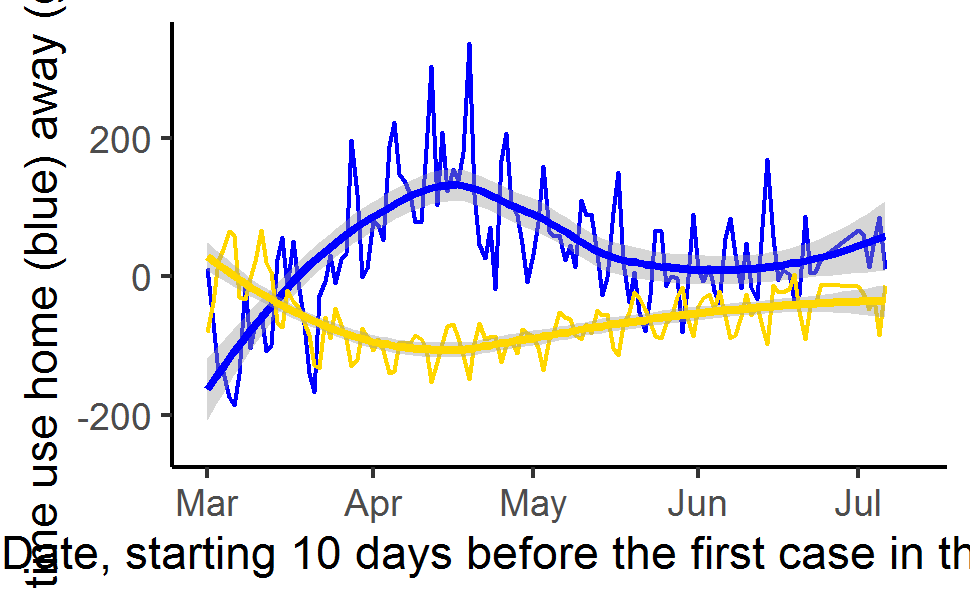 time use home (blue) away (g
200
0
-200
Mar Apr May Jun Jul
Date, starting 10 days before the first case in th